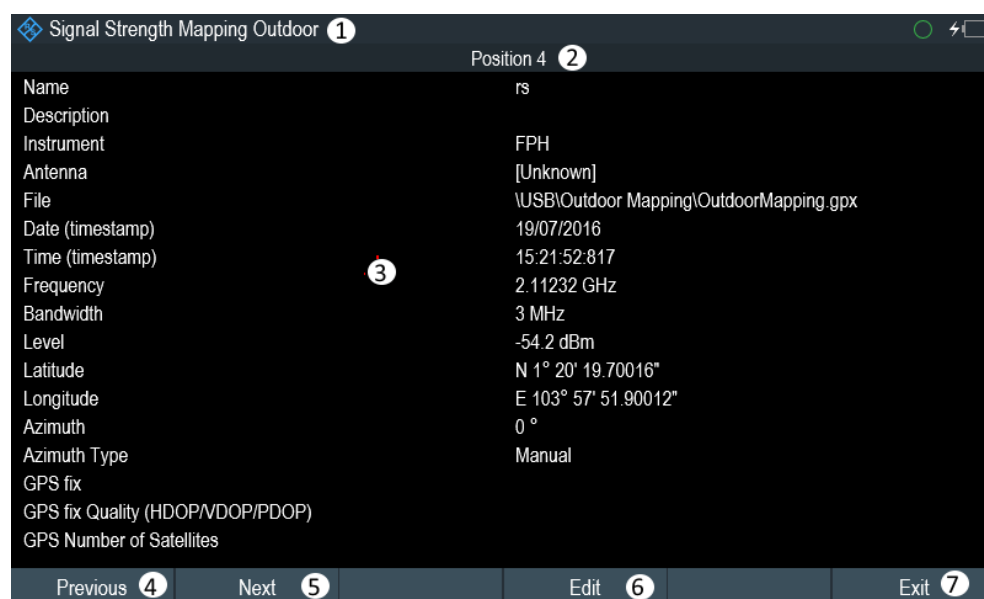 Signal Strength Mapping Outdoor 1
Position 4 2
Name rs
Description
Instrument FPH
Antenna [Unknown]
File \USB\Outdoor Mapping\OutdoorMapping.gpx
Date (timestamp) 19/07/2016
Time (timestamp) 15:21:52:817
3
Frequency 2.11232 GHz
Bandwidth 3 MHz
Level -54.2 dBm
Latitude N 1° 20' 19.70016"
Longitude E 103° 57' 51.90012"
Azimuth 0 °
Azimuth Type Manual
GPS fix
GPS fix Quality (HDOP/VDOP/PDOP)
GPS Number of Satellites
Previous 4 Next 5 Edit 6 Exit 7